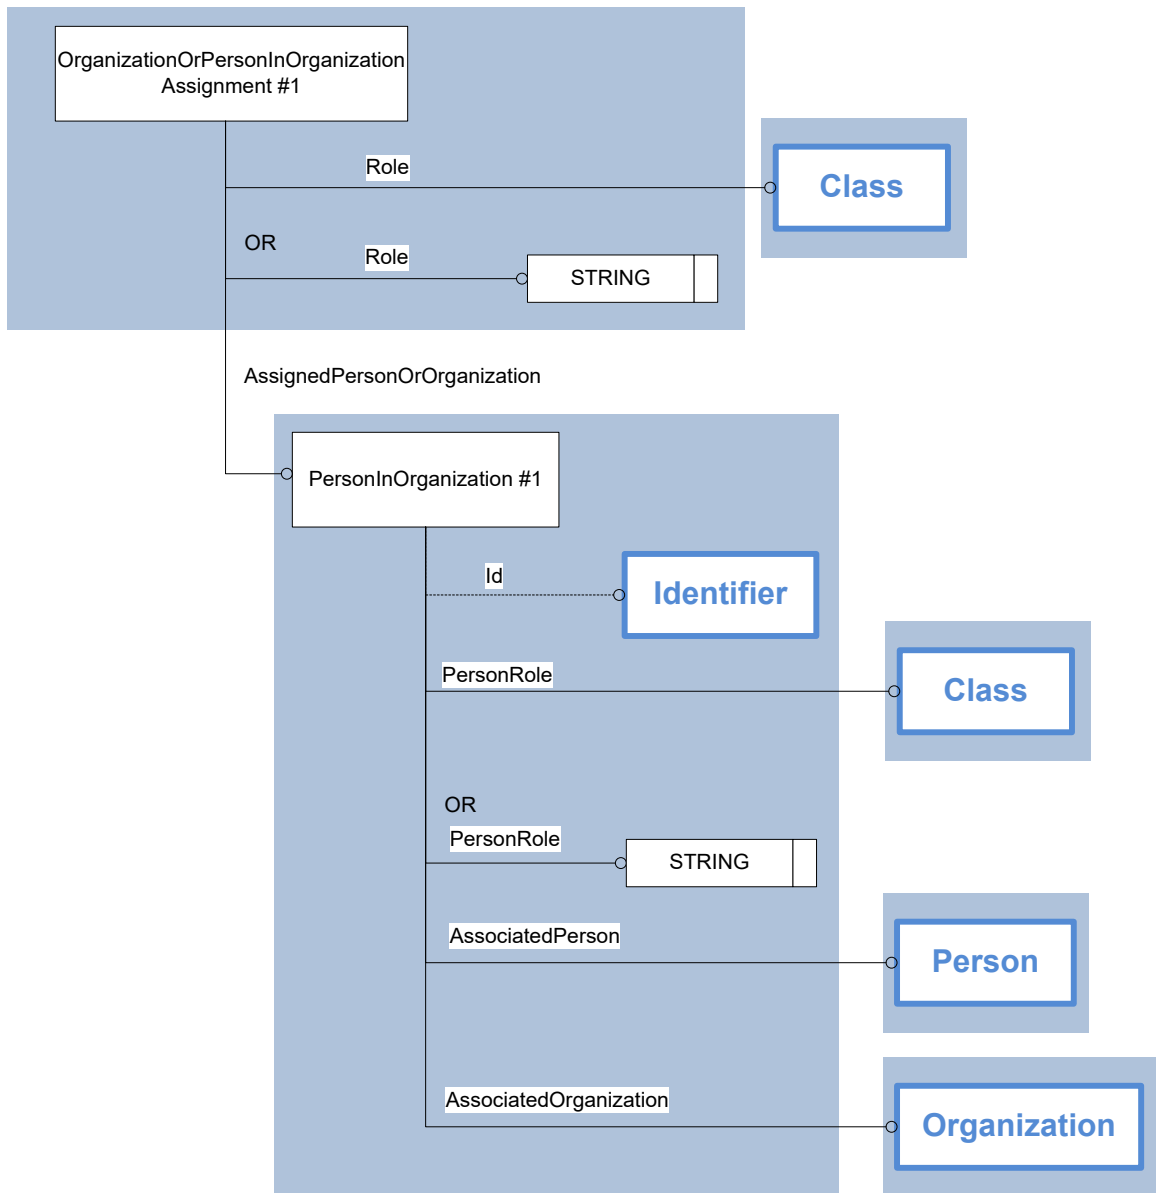 OrganizationOrPersonInOrganization
Assignment #1
Role
Class
OR
Role
STRING
AssignedPersonOrOrganization
PersonInOrganization #1
Id
Identifier
PersonRole
Class
OR
PersonRole
STRING
AssociatedPerson
Person
AssociatedOrganization
Organization